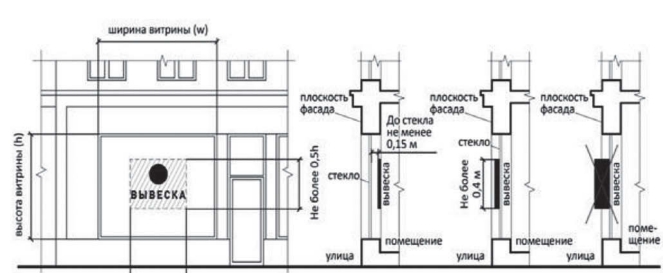 ширина витрины (w)
высота витрины (h)
ВЫВЕСКА
Не более 0,5h
плоскость
фасада
До стекла
не менее
0,15 м
стекло
вывеска
улица
помещение
плоскость
фасада
стекло
Не более
0,4 м
вывеска
улица
помещение
плоскость
фасада
вывеска
улица
поме-
щение